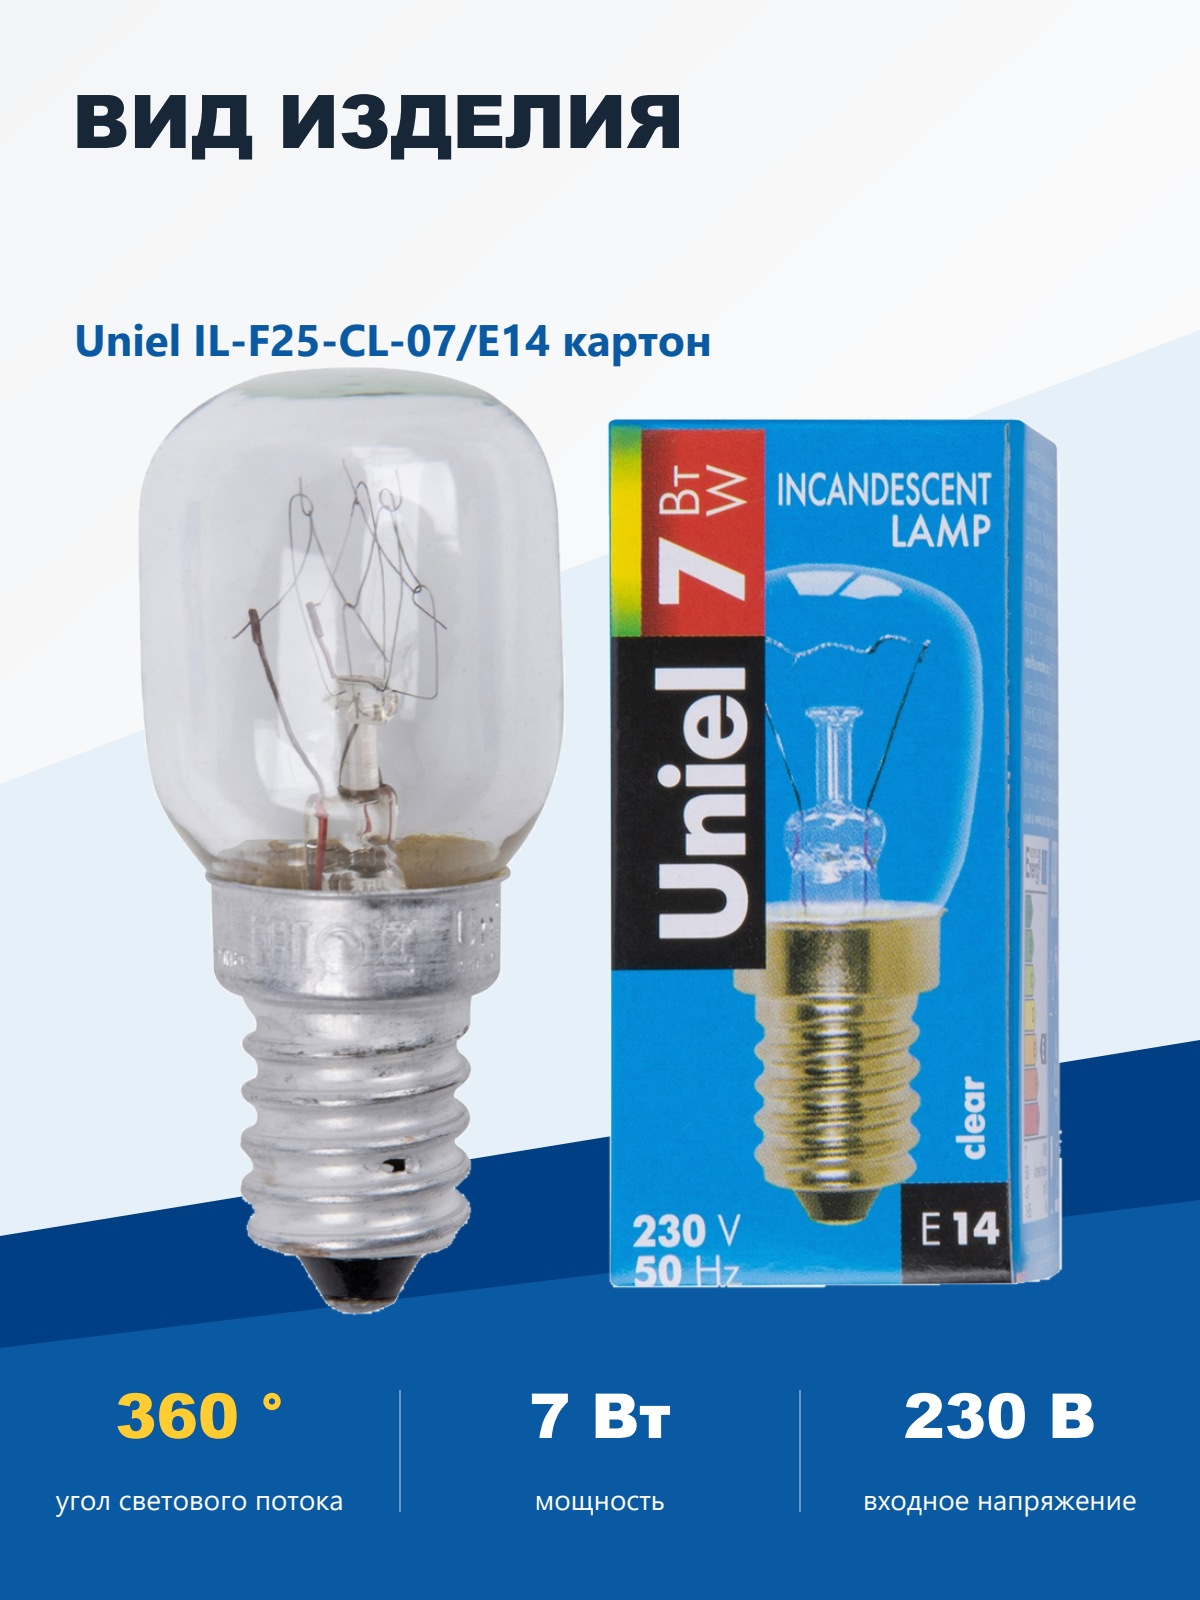 ВИД ИЗДЕЛИЯ
Uniel IL-F25-CL-07/E14 картон
7 Вт
W
INCANDESCENT
LAMP
Uniel
clear
E 14
230 V
50 Hz
360 °
7 Вт
230 В
угол светового потока
мощность
входное напряжение